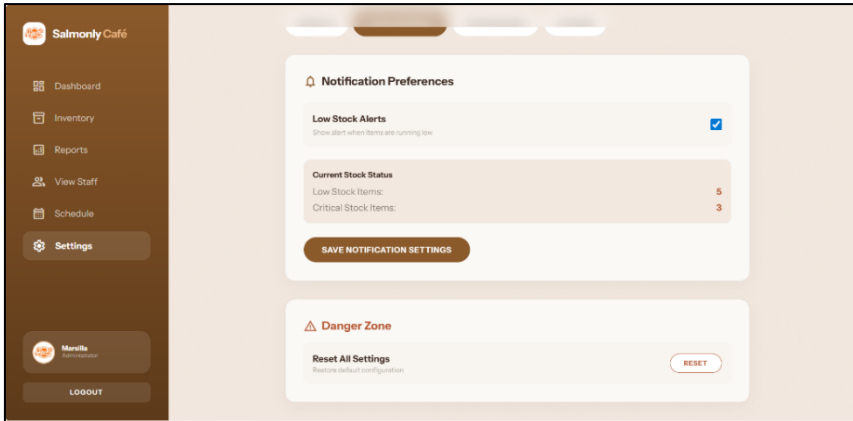 Salmonly Café
Dashboard
Inventory
Reports
View Staff
Schedule
Settings
Marsilla
Administrator
LOGOUT
Notification Preferences
Low Stock Alerts
Show alert when items are running low
Current Stock Status
Low Stock Items: 5
Critical Stock Items: 3
SAVE NOTIFICATION SETTINGS
Danger Zone
Reset All Settings
Restore default configuration
RESET